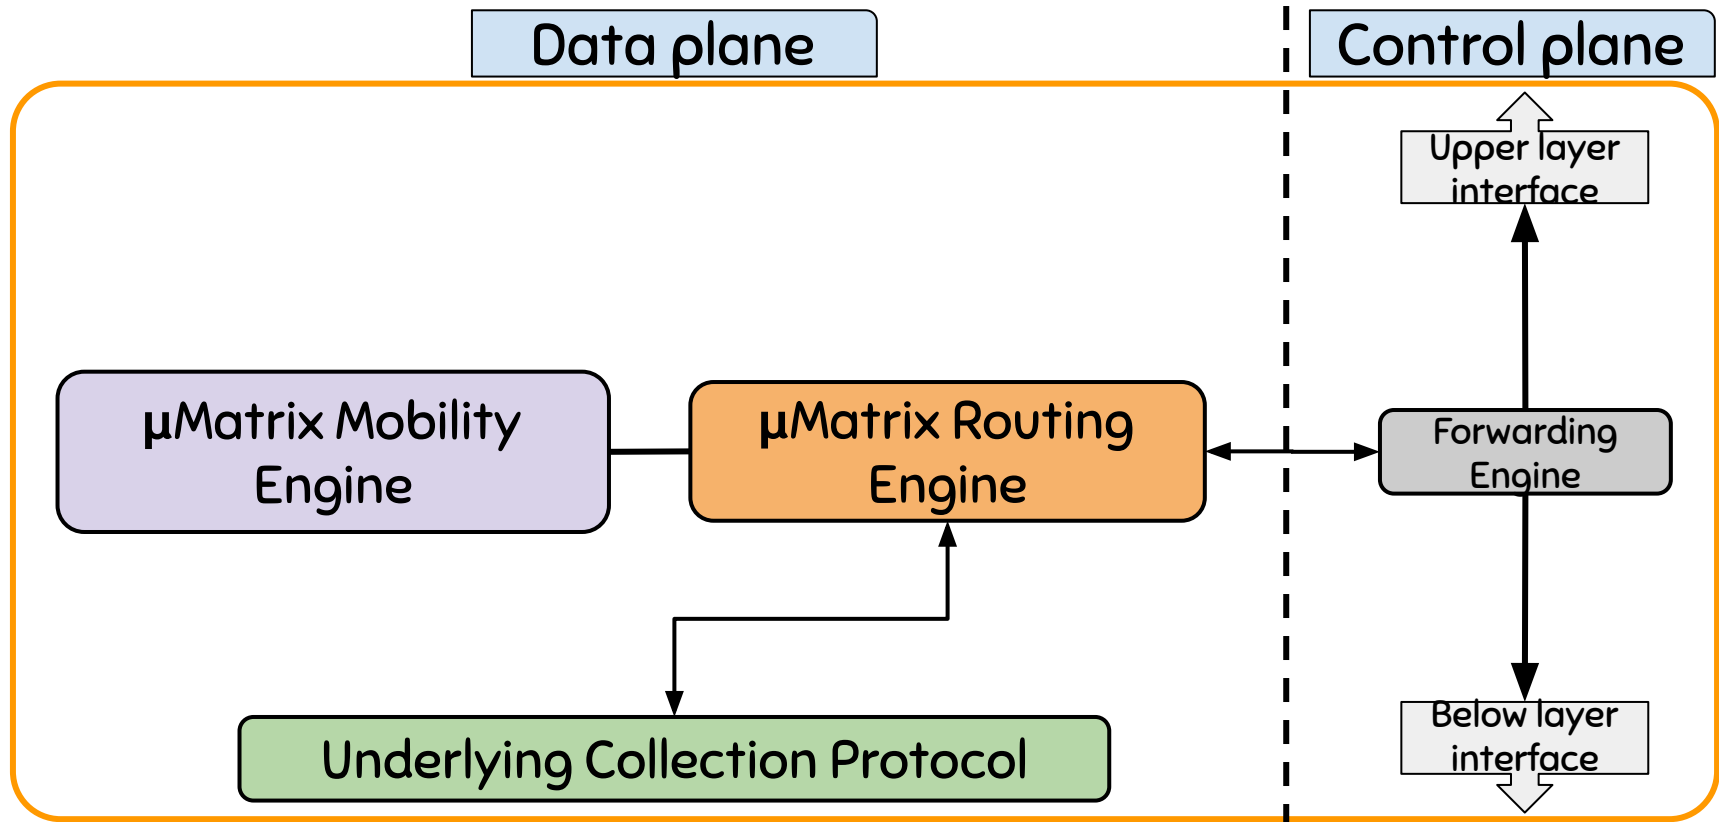 Data plane
Control plane
Upper layer
interface
μMatrix Mobility
Engine
μMatrix Routing
Engine
Forwarding
Engine
Below layer
interface
Underlying Collection Protocol